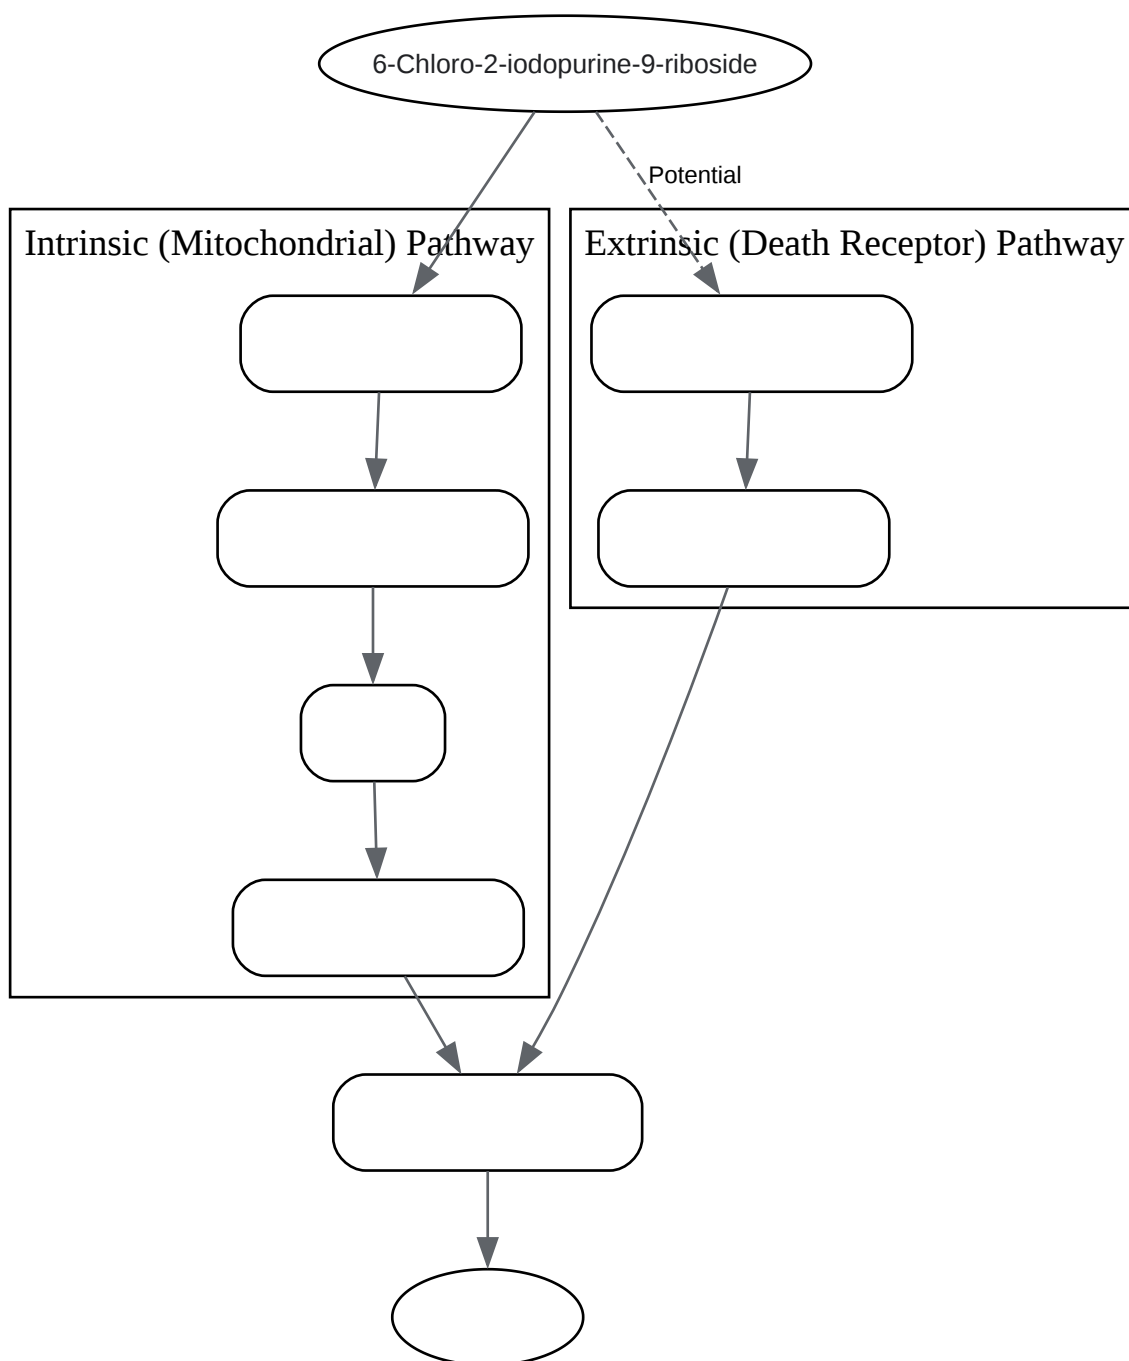 6-Chloro-2-iodopurine-9-riboside
Potential
Intrinsic (Mitochondrial) Pathway
Extrinsic (Death Receptor) Pathway